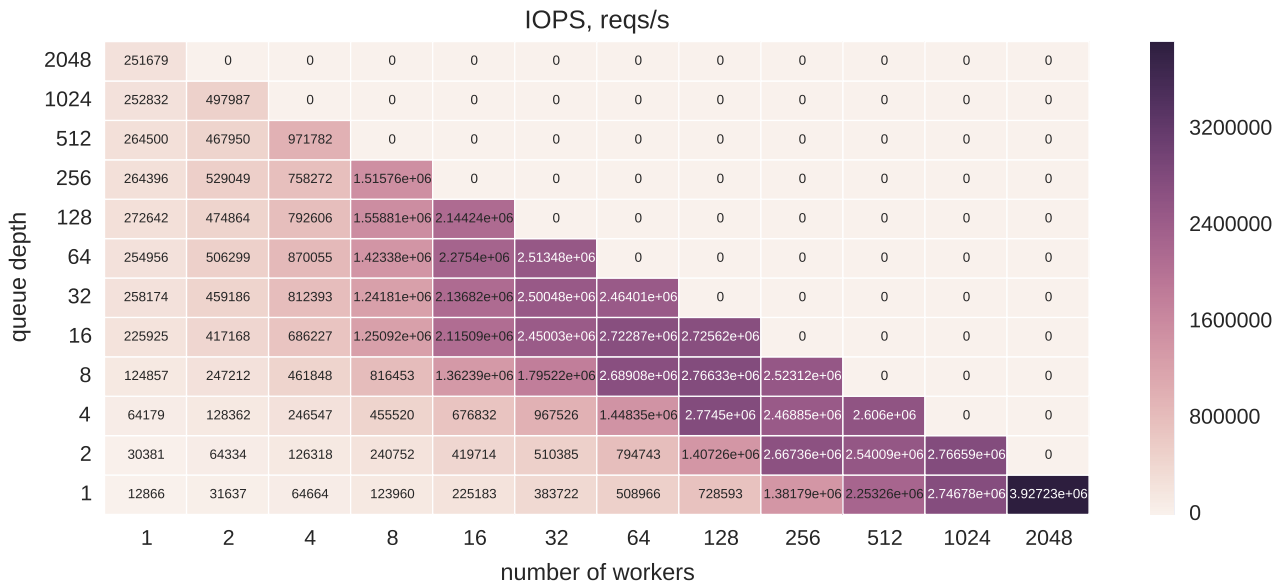 IOPS, reqs/s
2048 251679 0 0 0 0 0 0 0 0 0 0 0
1024 252832 497987 0 0 0 0 0 0 0 0 0 0
512 264500 467950 971782 0 0 0 0 0 0 0 0 0
256 264396 529049 758272 1.51576e+06 0 0 0 0 0 0 0 0
128 272642 474864 792606 1.55881e+06 2.14424e+06 0 0 0 0 0 0 0
64 254956 506299 870055 1.42338e+06 2.2754e+06 2.51348e+06 0 0 0 0 0 0
32 258174 459186 812393 1.24181e+06 2.13682e+06 2.50048e+06 2.46401e+06 0 0 0 0 0
16 225925 417168 686227 1.25092e+06 2.11509e+06 2.45003e+06 2.72287e+06 2.72562e+06 0 0 0 0
8 124857 247212 461848 816453 1.36239e+06 1.79522e+06 2.68908e+06 2.76633e+06 2.52312e+06 0 0 0
4 64179 128362 246547 455520 676832 967526 1.44835e+06 2.7745e+06 2.46885e+06 2.606e+06 0 0
2 30381 64334 126318 240752 419714 510385 794743 1.40726e+06 2.66736e+06 2.54009e+06 2.76659e+06 0
1 12866 31637 64664 123960 225183 383722 508966 728593 1.38179e+06 2.25326e+06 2.74678e+06 3.92723e+06
1 2 4 8 16 32 64 128 256 512 1024 2048
number of workers
queue depth
3200000
2400000
1600000
800000
0